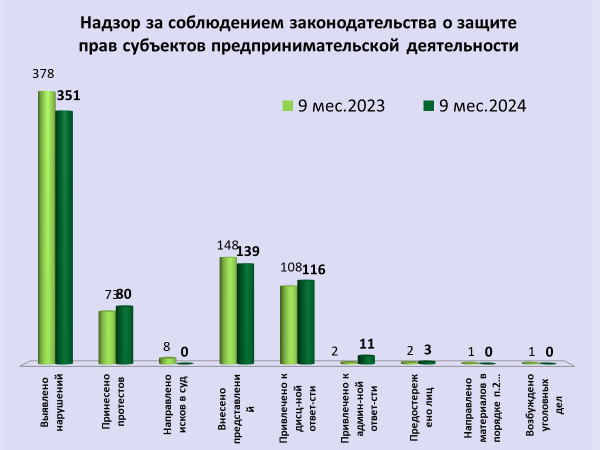 Надзор за соблюдением законодательства о защите
прав субъектов предпринимательской деятельности
9 мес.2023
9 мес.2024
378
351
73
80
8
0
148
139
108
116
2
11
2
3
1
0
1
0
Выявлено
нарушений
Принесено
протестов
Направлено
исков в суд
Внесено
представлени
й
Привлечено к
дисц-ной
ответ-сти
Привлечено к
админ-ной
ответ-сти
Предостереж
ено лиц
Направлено
материалов в
порядке п.2...
Возбуждено
уголовных
дел